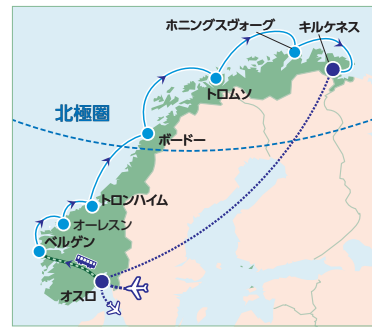 ホニングスヴォーグ
キルケネス
トロムソ
北極圏
ボードー
トロンハイム
オーレスン
ベルゲン
オスロ